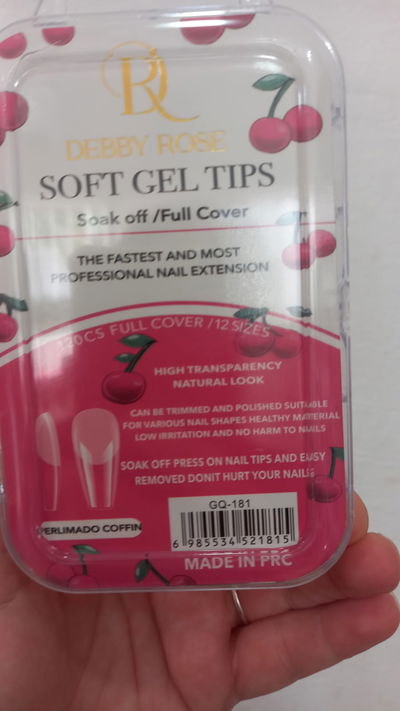 DR
DEBBY ROSE
SOFT GEL TIPS
Soak off /Full Cover
THE FASTEST AND MOST
PROFESSIONAL NAIL EXTENSION
120CS FULL COVER /12 SIZES
HIGH TRANSPARENCY
NATURAL LOOK
CAN BE TRIMMED AND POLISHED SUITABLE
FOR VARIOUS NAIL SHAPES HEALTHY MATERIAL
LOW IRRITATION AND NO HARM TO NAILS
SOAK OFF PRESS ON NAIL TIPS AND EASY
REMOVED DONIT HURT YOUR NAILS
GQ-181
PERLIMADO COFFIN
6 985534 521815
MADE IN PRC